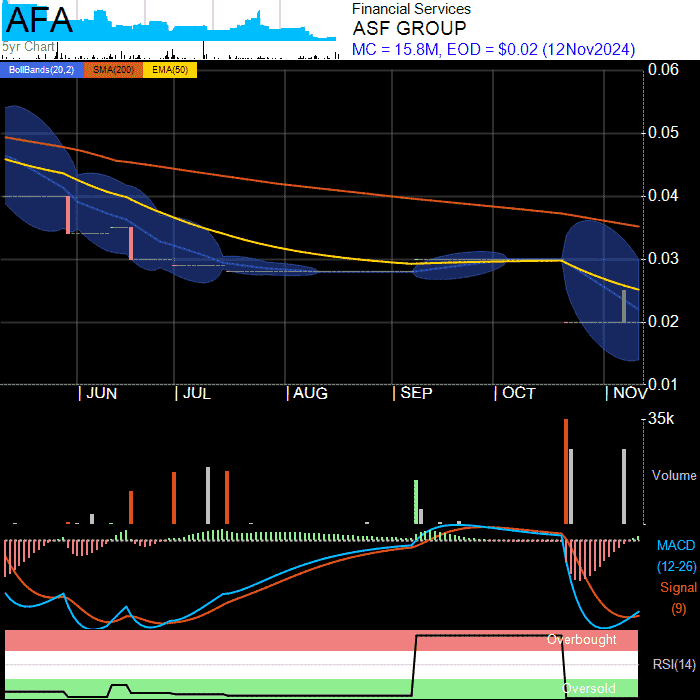 AFA
5yr Chart
Financial Services
ASF GROUP
MC = 15.8M, EOD = $0.02 (12Nov2024)
BollBands(20,2) SMA(200) EMA(50)
0.06
0.05
0.04
0.03
0.02
0.01
JUN JUL AUG SEP OCT NOV
35k
Volume
MACD
(12-26)
Signal
(9)
Overbought
RSI(14)
Oversold